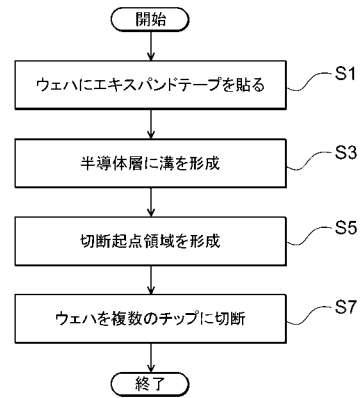 開始
ウェハにエキスパンドテープを貼る
S1
半導体層に溝を形成
S3
切断起点領域を形成
S5
ウェハを複数のチップに切断
S7
終了